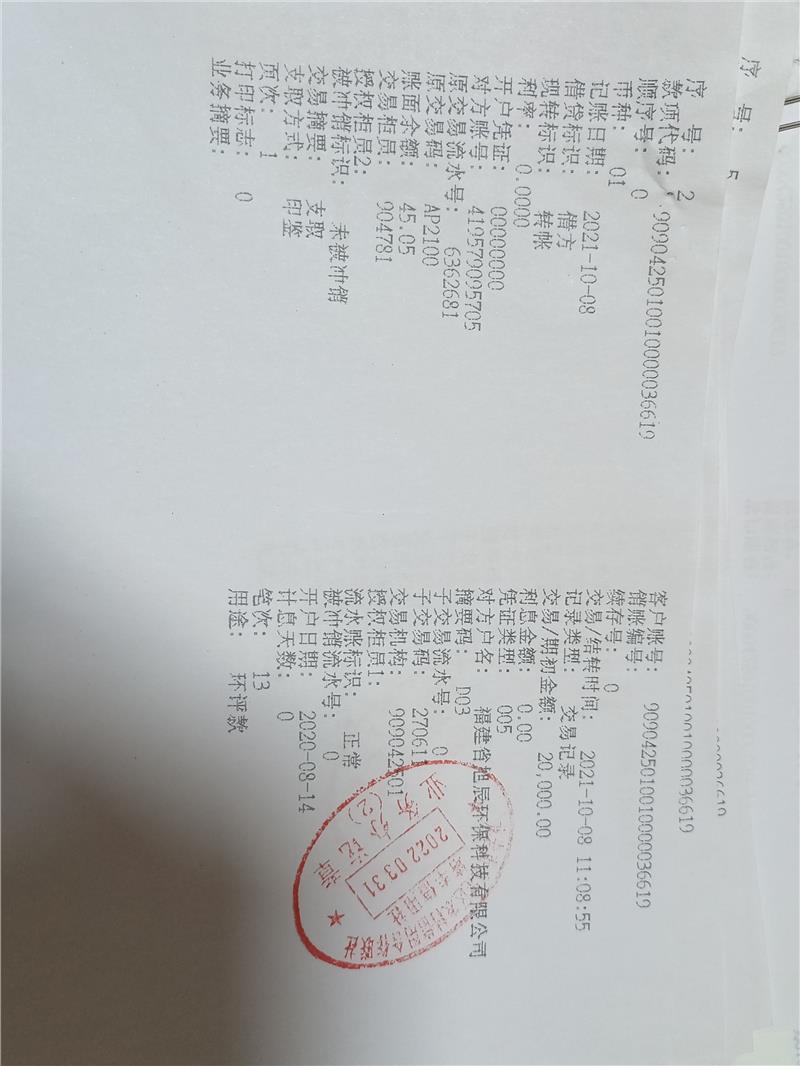 序 号: 2
款项代码: 9090425010010000036619
顺序号: 0
币种: 01
记账日期: 2021-10-08
借贷标识: 借方
现转标识: 转帐
利率: 0.0000
开户凭证: 00000000
对方账号: 419579095705
原交易流水号: 6362681
原交易码: AP2100
账面余额: 45.05
交易柜员: 904781
授权柜员2:
被冲销标识: 未被冲销
交易摘要: 支取
支取方式: 印鉴
页次: 1
打印标志: 0
业务摘要:
客户账号: 9090425010010000036619
销账编号: 9090425010010000036619
续存号: 0
交易/结转时间: 2021-10-08 11:08:55
记录类型: 交易记录
交易/期初金额: 20,000.00
利息金额: 0.00
凭证类型: 005
对方户名: 福建省旭辰环保科技有限公司
摘要码: D03
子交易流水号: 0
子交易码: 270611
交易机构: 909042501
授权柜员1:
流水账标识: 正常
被冲销流水号: 0
开户日期: 2020-08-14
计息天数: 0
笔次: 13
用途: 环评款
序 号: 5
2022.03.31
业务
(2)